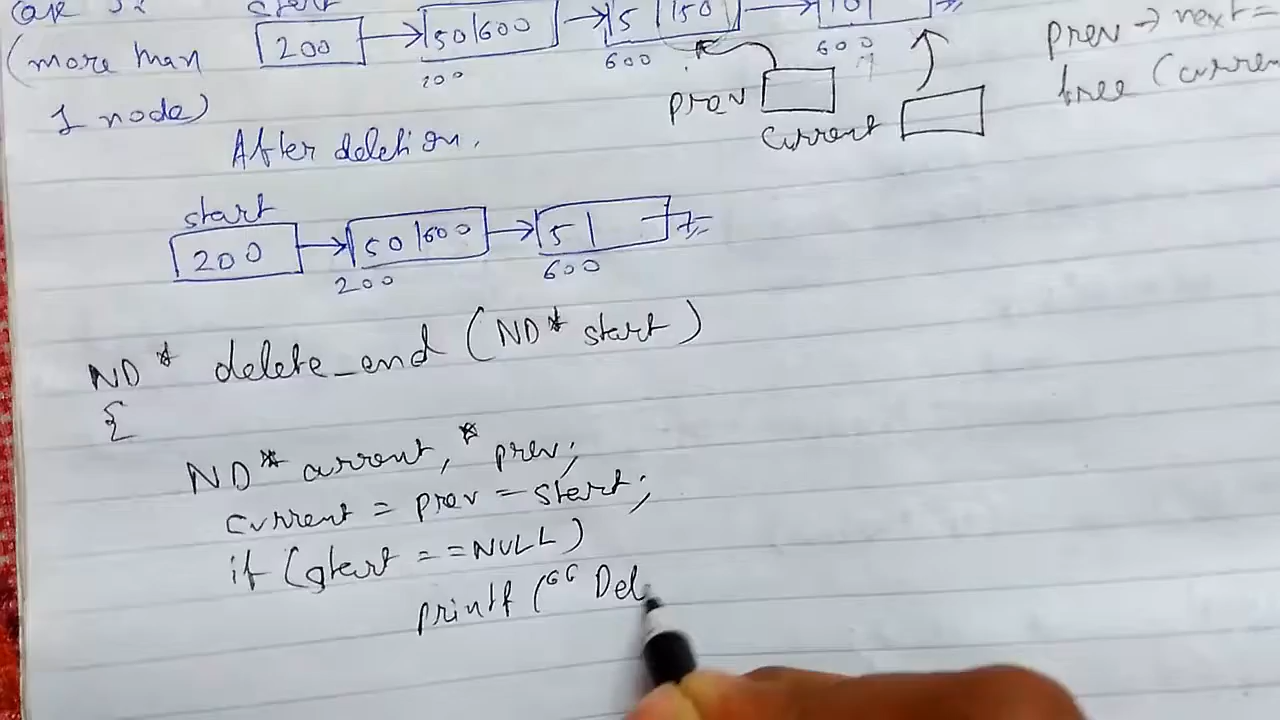 start
(more than
1 node)
200
50|600
5|150
10|
200
600
600
prev
current
prev → next =
free (curren
After deletion.
start
200
50|600
5|
200
600
ND* delete_end (ND* start)
{
ND* current, * prev;
current = prev = start;
if (start == NULL)
printf (" Del